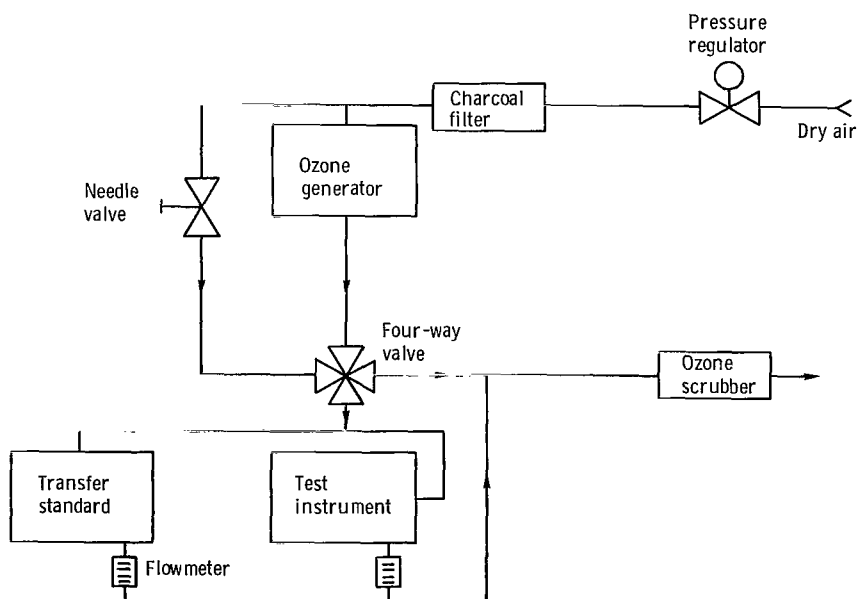 Pressure
regulator
Charcoal
filter
Dry air
Ozone
generator
Needle
valve
Four-way
valve
Ozone
scrubber
Transfer
standard
Test
instrument
Flowmeter